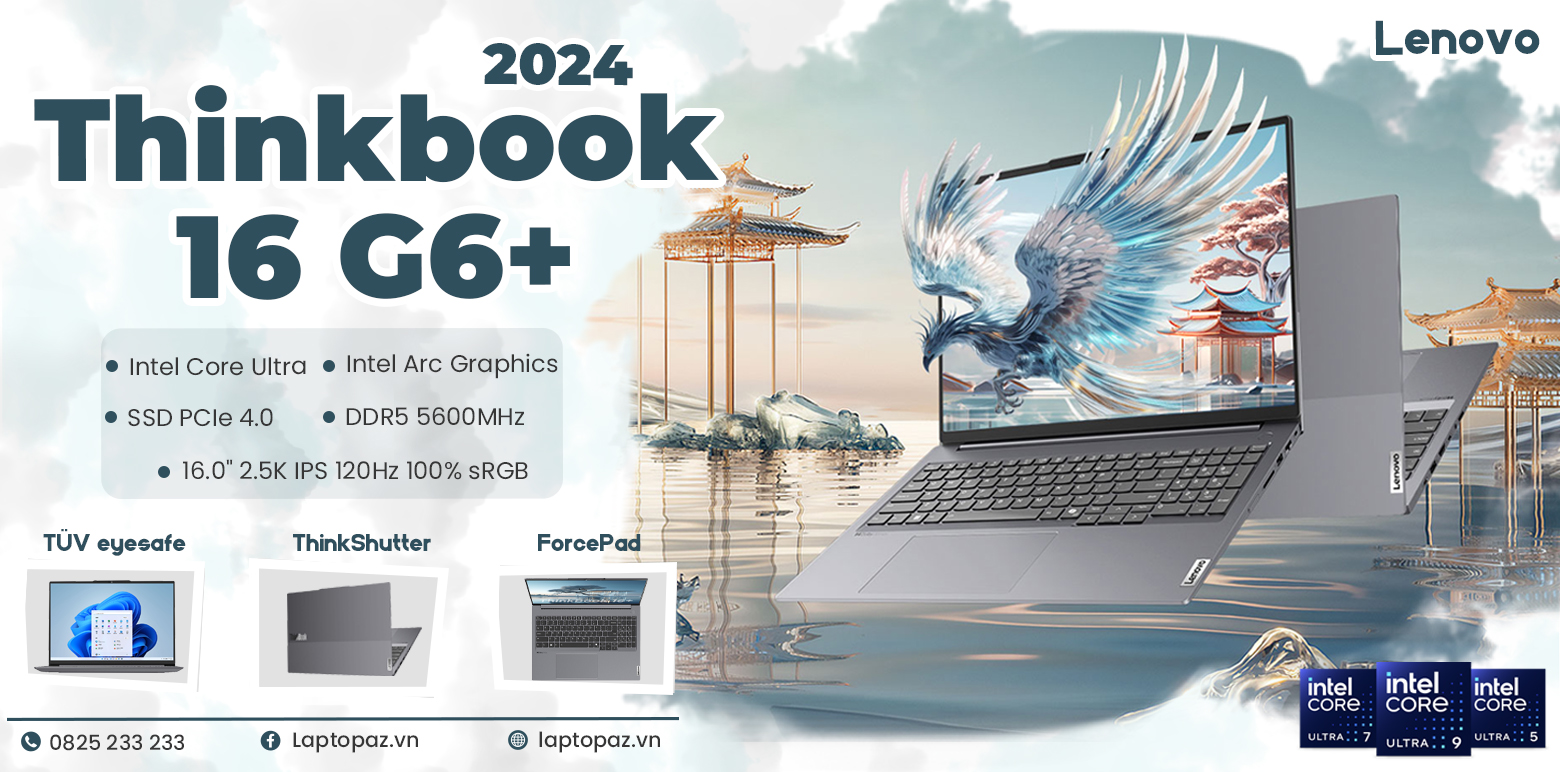 Lenovo
2024
Thinkbook
16 G6+
Intel Core Ultra
Intel Arc Graphics
SSD PCIe 4.0
DDR5 5600MHz
16.0" 2.5K IPS 120Hz 100% sRGB
TÜV eyesafe
ThinkShutter
ForcePad
Lenovo
Lenovo
0825 233 233
Laptopaz.vn
laptopaz.vn
intel
CORE
ULTRA 7
intel
CORE
ULTRA 9
intel
CORE
ULTRA 5